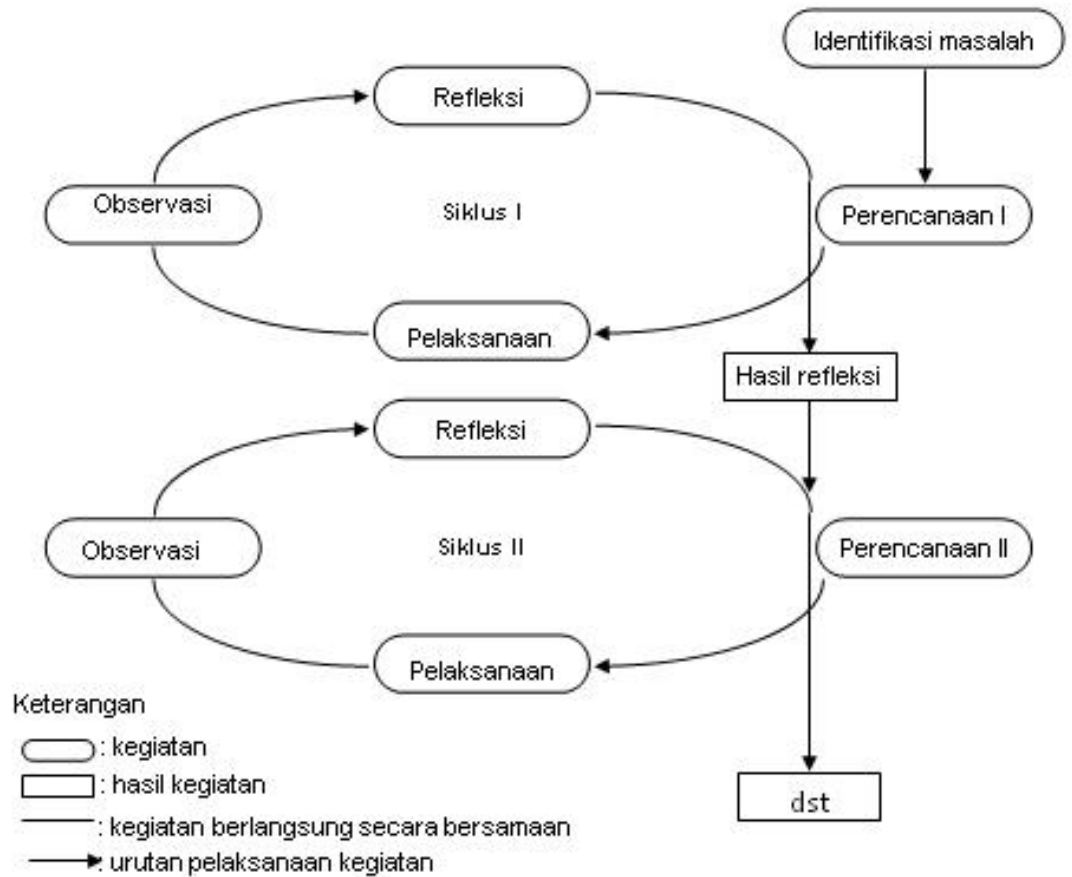 Identifikasi masalah
Refleksi
Observasi
Siklus I
Perencanaan I
Pelaksanaan
Hasil refleksi
Refleksi
Observasi
Siklus II
Perencanaan II
Pelaksanaan
Keterangan
: kegiatan
: hasil kegiatan
: kegiatan berlangsung secara bersamaan
: urutan pelaksanaan kegiatan
dst